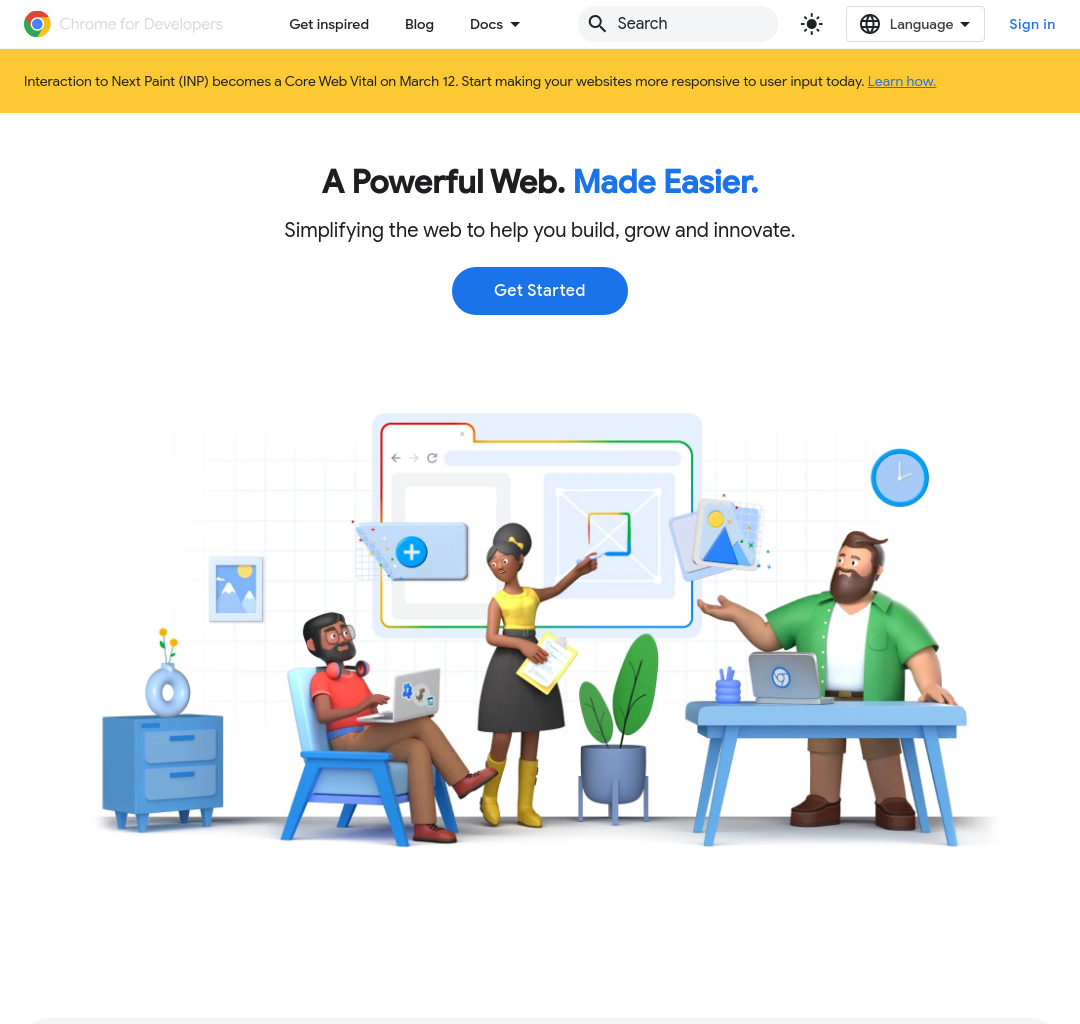 Chrome for Developers
Get inspired
Blog
Docs
Search
Language
Sign in
Interaction to Next Paint (INP) becomes a Core Web Vital on March 12. Start making your websites more responsive to user input today. Learn how.
A Powerful Web. Made Easier.
Simplifying the web to help you build, grow and innovate.
Get Started